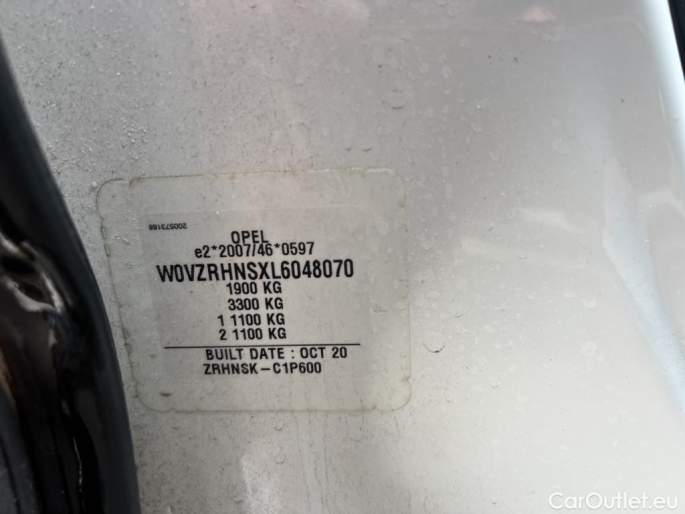 200573188
OPEL
e2*2007/46*0597
W0VZRHNSXL6048070
1900 KG
3300 KG
1 1100 KG
2 1100 KG
BUILT DATE : OCT 20
ZRHNSK-C1P600
CarOutlet.eu